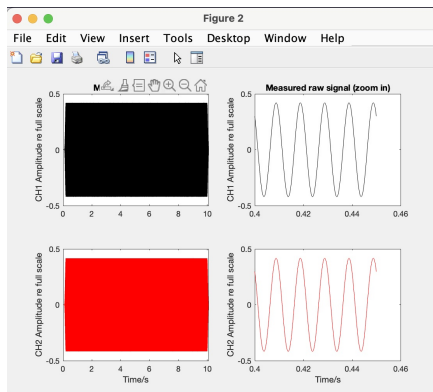 Figure 2
File Edit View Insert Tools Desktop Window Help
Measured raw signal (zoom in)
0.5
0
-0.5
CH1 Amplitude re full scale
0 2 4 6 8 10
0.5
0
-0.5
CH1 Amplitude re full scale
0.4 0.42 0.44 0.46
0.5
0
-0.5
CH2 Amplitude re full scale
0 2 4 6 8 10
Time/s
0.5
0
-0.5
CH2 Amplitude re full scale
0.4 0.42 0.44 0.46
Time/s